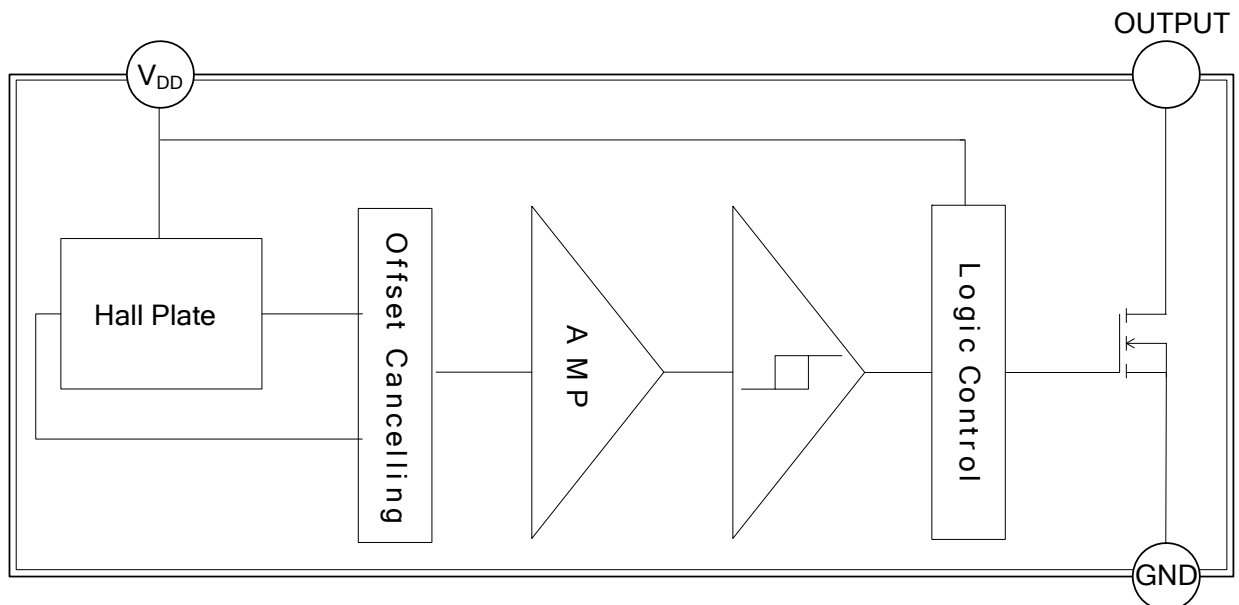 OUTPUT
VDD
Hall Plate
Offset Cancelling
AMP
Logic Control
GND